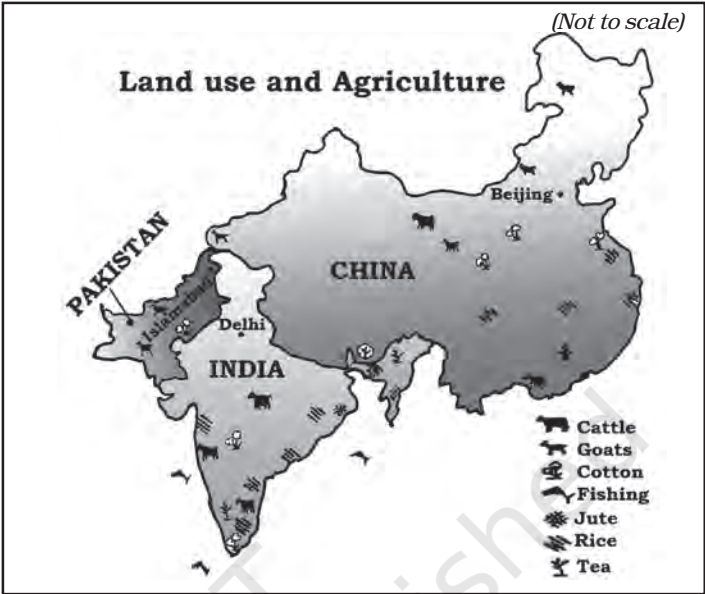 (Not to scale)
Land use and Agriculture
Beijing
PAKISTAN
CHINA
Islamabad
Delhi
INDIA
Cattle
Goats
Cotton
Fishing
Jute
Rice
Tea